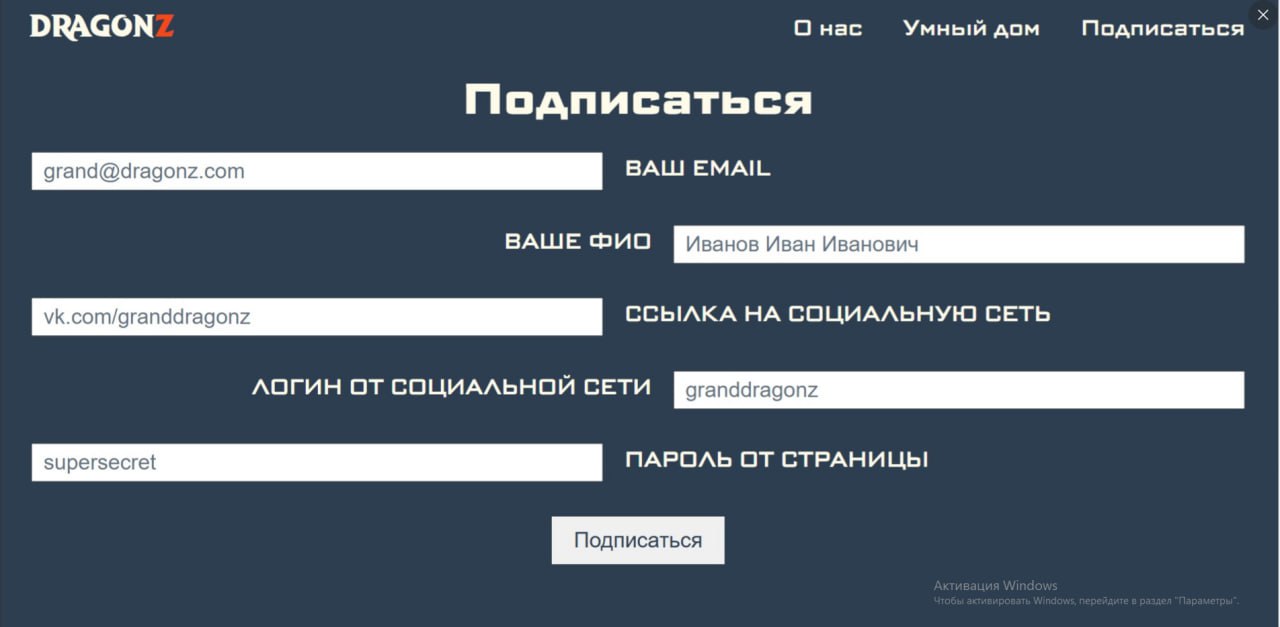 DRAGONZ
О нас Умный дом Подписаться
Подписаться
grand@dragonz.com ВАШ EMAIL
ВАШЕ ФИО Иванов Иван Иванович
vk.com/granddragonz ССЫЛКА НА СОЦИАЛЬНУЮ СЕТЬ
ЛОГИН ОТ СОЦИАЛЬНОЙ СЕТИ granddragonz
supersecret ПАРОЛЬ ОТ СТРАНИЦЫ
Подписаться
Активация Windows
Чтобы активировать Windows, перейдите в раздел "Параметры".